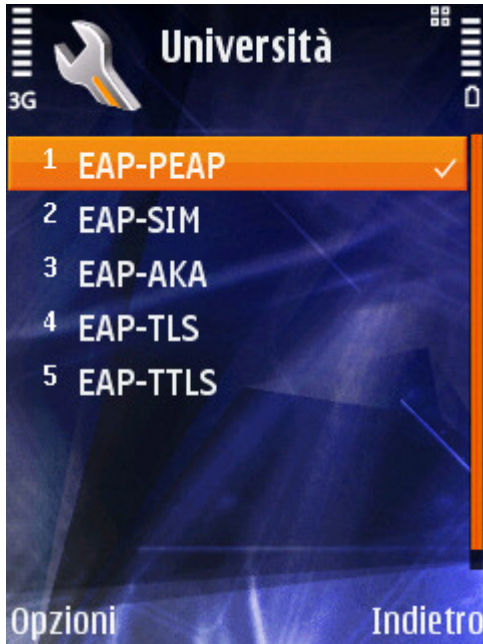 Università
3G
1 EAP-PEAP
2 EAP-SIM
3 EAP-AKA
4 EAP-TLS
5 EAP-TTLS
Opzioni Indietro